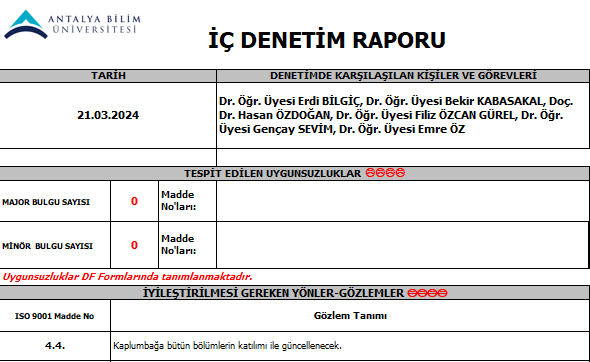 ANTALYA BİLİM
ÜNİVERSİTESİ
İÇ DENETİM RAPORU
TARİH
DENETİMDE KARŞILAŞILAN KİŞİLER VE GÖREVLERİ
21.03.2024
Dr. Öğr. Üyesi Erdi BİLGİÇ, Dr. Öğr. Üyesi Bekir KABASAKAL, Doç.
Dr. Hasan ÖZDOĞAN, Dr. Öğr. Üyesi Filiz ÖZCAN GÜREL, Dr. Öğr.
Üyesi Gençay SEVİM, Dr. Öğr. Üyesi Emre ÖZ
TESPİT EDİLEN UYGUNSUZLUKLAR ☹☹☹☹
MAJOR BULGU SAYISI
0
Madde
No'ları:
MİNÖR BULGU SAYISI
0
Madde
No'ları:
Uygunsuzluklar DF Formlarında tanımlanmaktadır.
İYİLEŞTİRİLMESİ GEREKEN YÖNLER-GÖZLEMLER 😐😐😐😐
ISO 9001 Madde No
Gözlem Tanımı
4.4.
Kaplumbağa bütün bölümlerin katılımı ile güncellenecek.